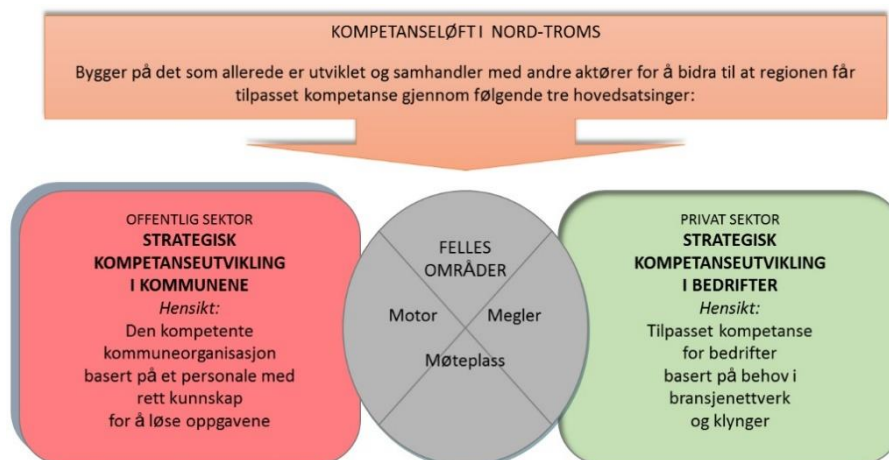 KOMPETANSELØFT I NORD-TROMS
Bygger på det som allerede er utviklet og samhandler med andre aktører for å bidra til at regionen får
tilpasset kompetanse gjennom følgende tre hovedsatsinger:
OFFENTLIG SEKTOR
STRATEGISK
KOMPETANSEUTVIKLING
I KOMMUNENE
Hensikt:
Den kompetente
kommuneorganisasjon
basert på et personale med
rett kunnskap
for å løse oppgavene
FELLES
OMRÅDER
Motor
Megler
Møteplass
PRIVAT SEKTOR
STRATEGISK
KOMPETANSEUTVIKLING
I BEDRIFTER
Hensikt:
Tilpasset kompetanse
for bedrifter
basert på behov i
bransjenettverk
og klynger